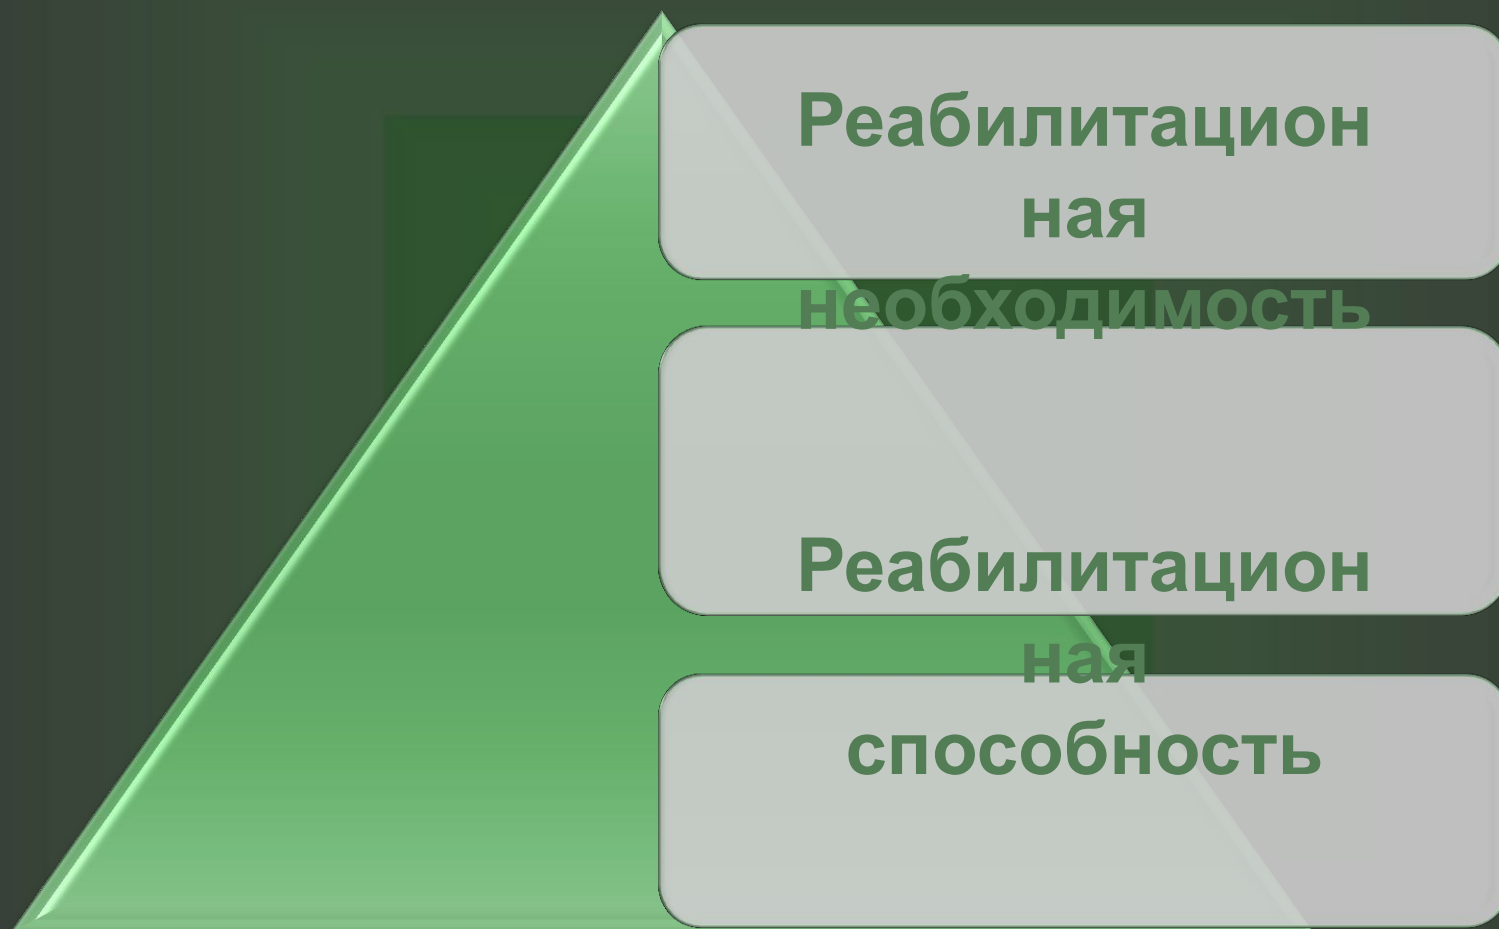 Реабилитацион
ная
необходимость
Реабилитацион
ная
способность